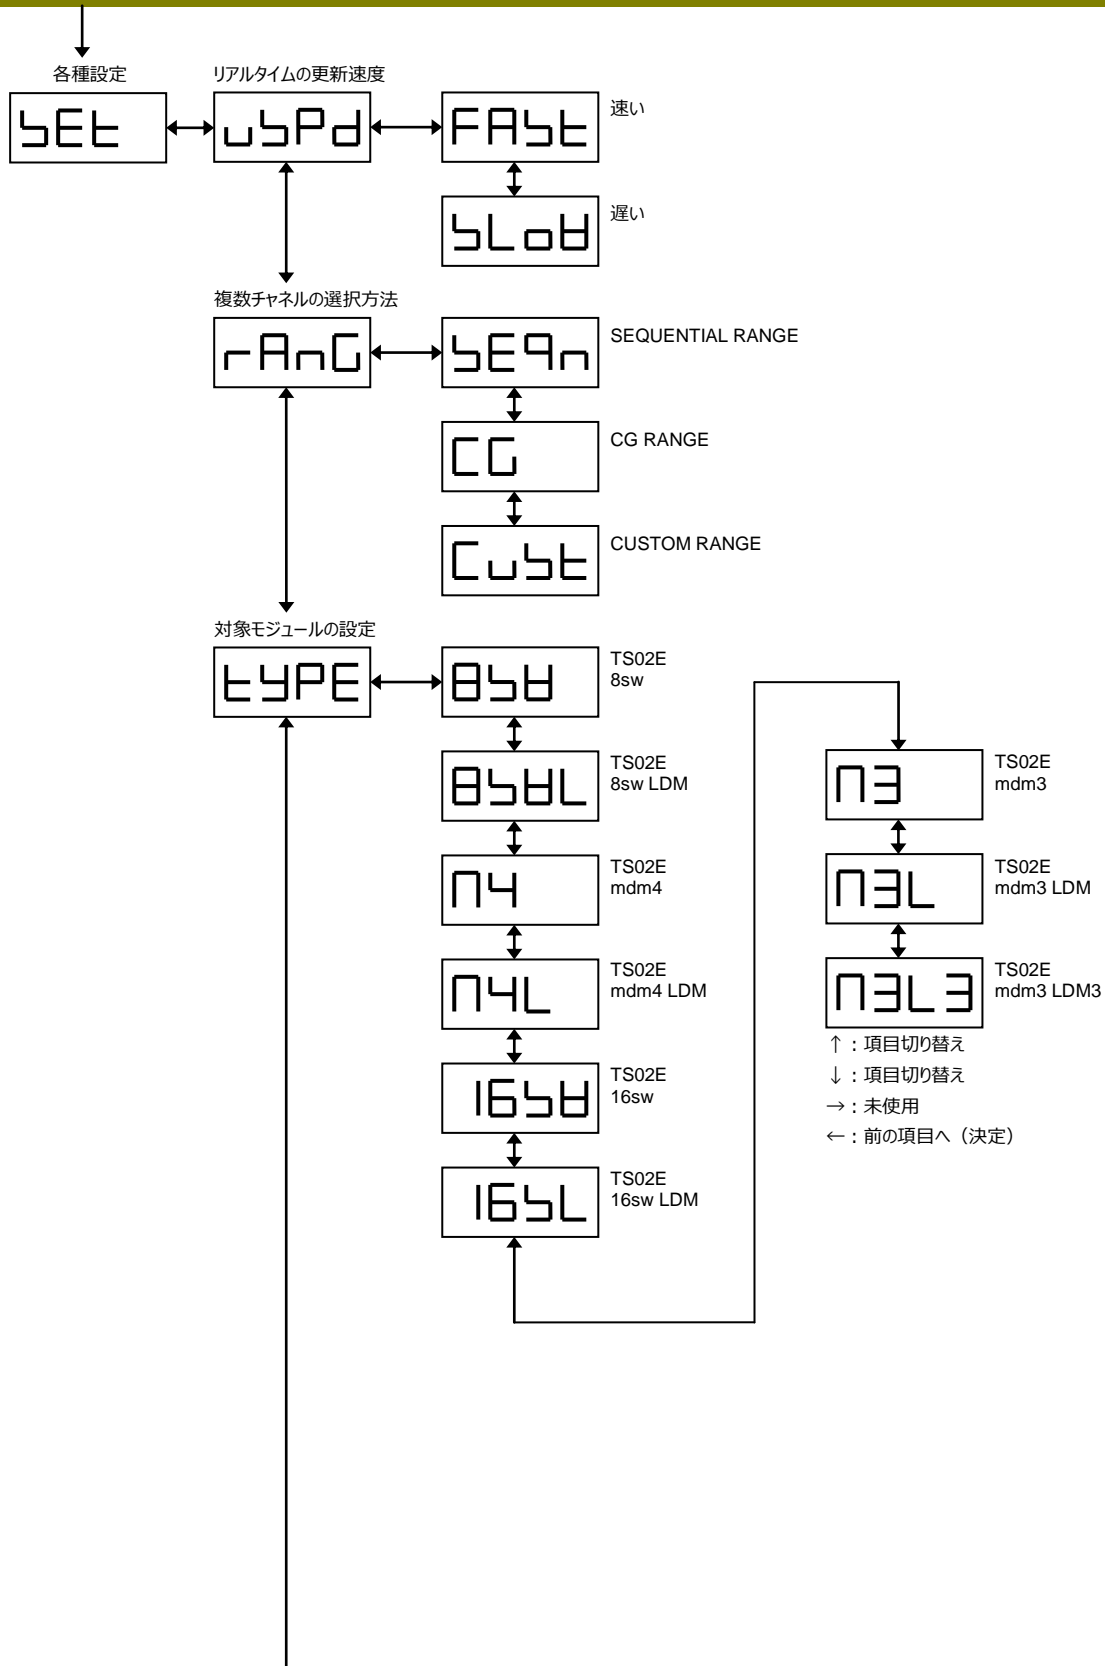 各種設定
リアルタイムの更新速度
SEt
uSPd
FASt
速い
SLoW
遅い
複数チャネルの選択方法
rAnG
SEqn
SEQUENTIAL RANGE
CG
CG RANGE
CuSt
CUSTOM RANGE
対象モジュールの設定
tyPE
8SW
TS02E
8sw
8SWL
TS02E
8sw LDM
M4
TS02E
mdm4
M4L
TS02E
mdm4 LDM
16SW
TS02E
16sw
16SL
TS02E
16sw LDM
M3
TS02E
mdm3
M3L
TS02E
mdm3 LDM
M3L3
TS02E
mdm3 LDM3
↑：項目切り替え
↓：項目切り替え
→：未使用
←：前の項目へ（決定）